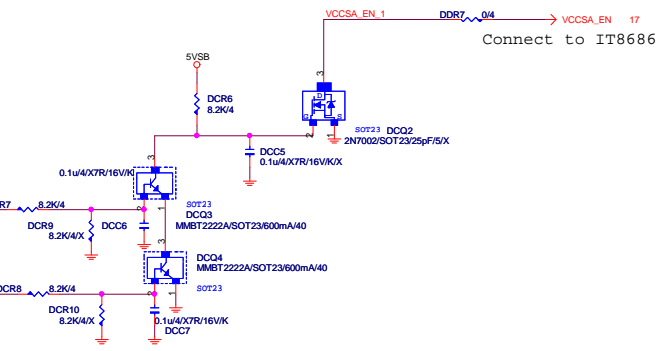 VCCSA_EN_1 DDR7 0/4 VCCSA_EN 17
Connect to IT8686
5VSB
3
D
DCR6
8.2K/4
G S
2 1
SOT23 DCQ2
2N7002/SOT23/25pF/5/X
DCC5
0.1u/4/X7R/16V/K/X
3
0.1u/4/X7R/16V/K
R7 8.2K/4
2 1
SOT23
DCQ3
MMBT2222A/SOT23/600mA/40
DCR9
8.2K/4/X
DCC6
3
DCQ4
MMBT2222A/SOT23/600mA/40
SOT23
DCR8 8.2K/4
2 1
DCR10
8.2K/4/X
0.1u/4/X7R/16V/K
DCC7